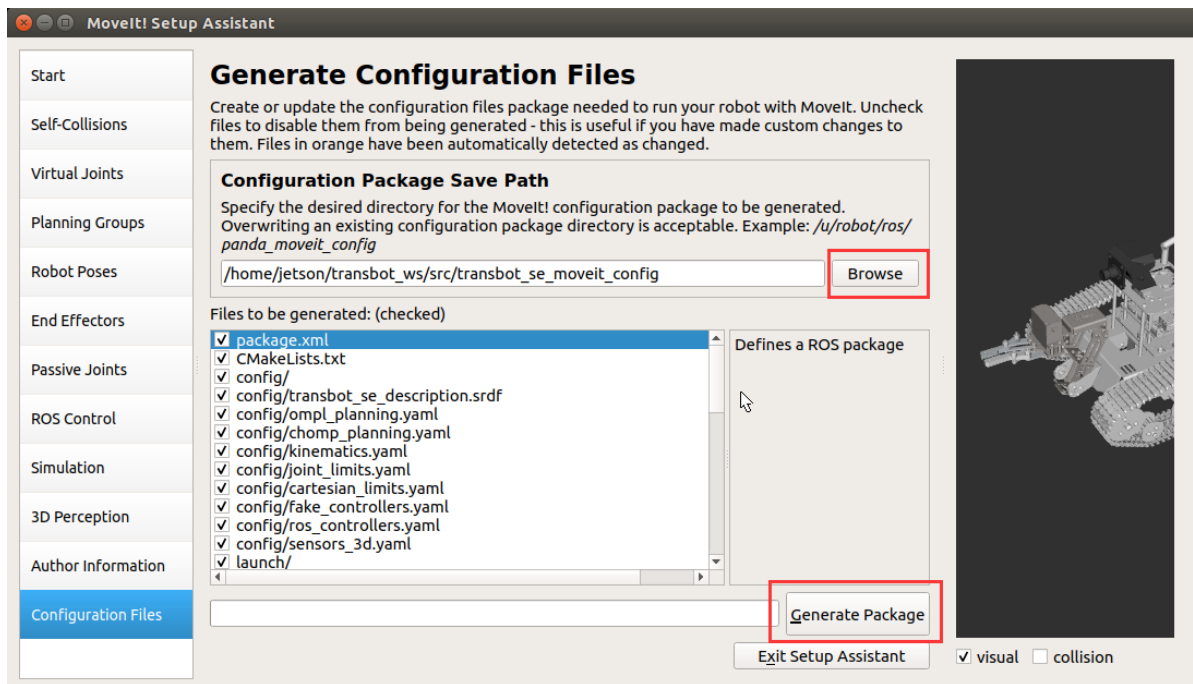 MoveIt! Setup Assistant
Start
Self-Collisions
Virtual Joints
Planning Groups
Robot Poses
End Effectors
Passive Joints
ROS Control
Simulation
3D Perception
Author Information
Configuration Files
Generate Configuration Files
Create or update the configuration files package needed to run your robot with MoveIt. Uncheck
files to disable them from being generated - this is useful if you have made custom changes to
them. Files in orange have been automatically detected as changed.
Configuration Package Save Path
Specify the desired directory for the MoveIt! configuration package to be generated.
Overwriting an existing configuration package directory is acceptable. Example: /u/robot/ros/
panda_moveit_config
/home/jetson/transbot_ws/src/transbot_se_moveit_config
Browse
Files to be generated: (checked)
package.xml
CMakeLists.txt
config/
config/transbot_se_description.srdf
config/ompl_planning.yaml
config/chomp_planning.yaml
config/kinematics.yaml
config/joint_limits.yaml
config/cartesian_limits.yaml
config/fake_controllers.yaml
config/ros_controllers.yaml
config/sensors_3d.yaml
launch/
Defines a ROS package
Generate Package
Exit Setup Assistant
visual
collision